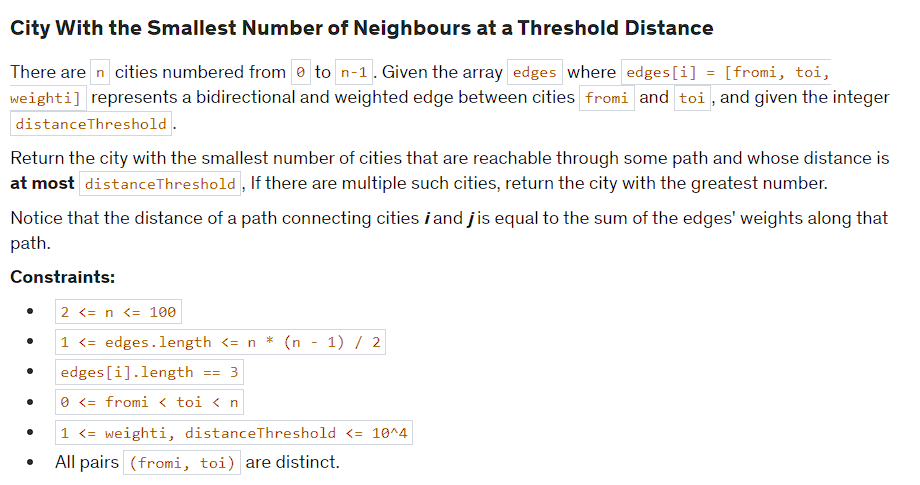 City With the Smallest Number of Neighbours at a Threshold Distance
There are n cities numbered from 0 to n-1. Given the array edges where edges[i] = [fromi, toi,
weighti] represents a bidirectional and weighted edge between cities fromi and toi, and given the integer
distanceThreshold.
Return the city with the smallest number of cities that are reachable through some path and whose distance is
at most distanceThreshold, If there are multiple such cities, return the city with the greatest number.
Notice that the distance of a path connecting cities i and j is equal to the sum of the edges' weights along that
path.
Constraints:
• 2 <= n <= 100
• 1 <= edges.length <= n * (n - 1) / 2
• edges[i].length == 3
• 0 <= fromi < toi < n
• 1 <= weighti, distanceThreshold <= 10^4
• All pairs (fromi, toi) are distinct.